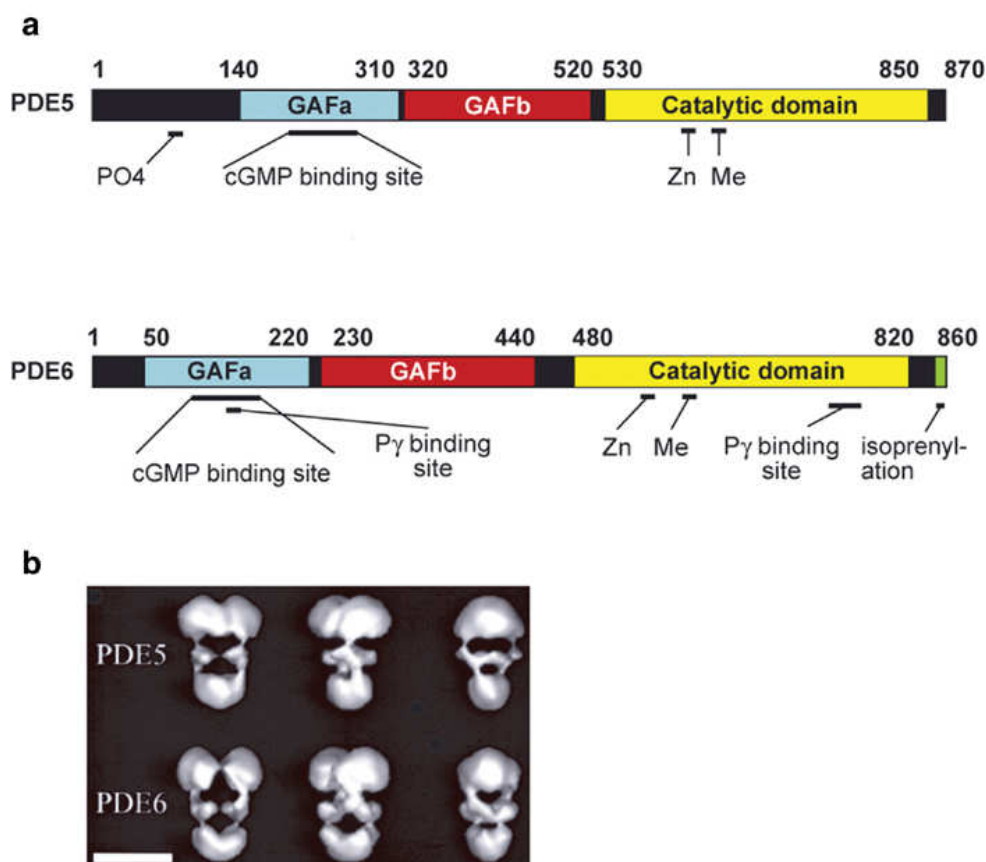 a
1 140 310 320 520 530 850 870
PDE5 GAFa GAFb Catalytic domain
PO4 cGMP binding site Zn Me
1 50 220 230 440 480 820 860
PDE6 GAFa GAFb Catalytic domain
cGMP binding site
Pγ binding
site
Zn Me
Pγ binding
site
isoprenyl-
ation
b
PDE5
PDE6